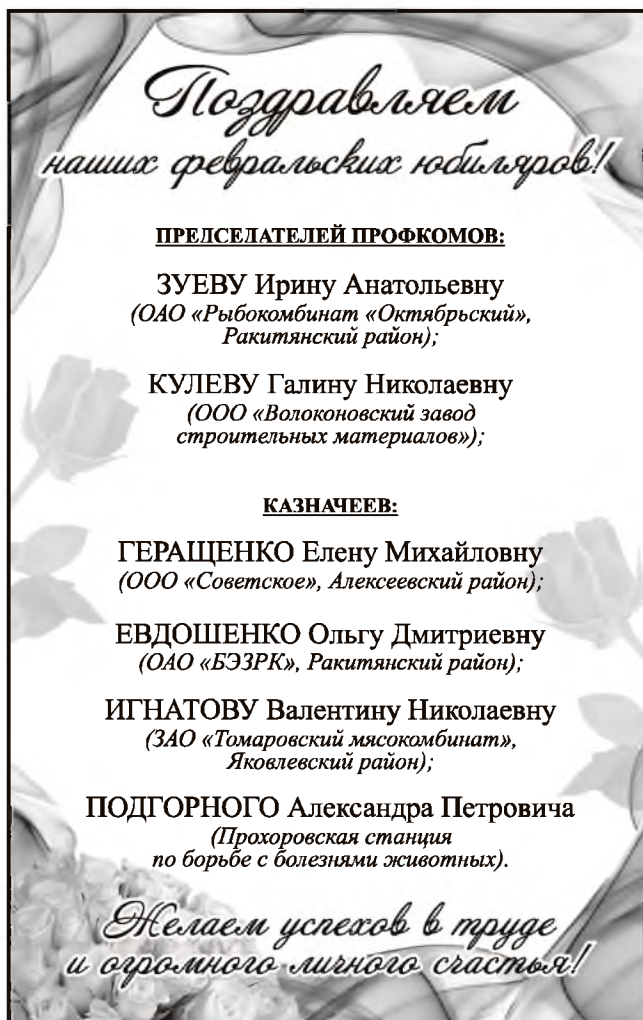 Поздравляем
наших февральских юбиляров!
ПРЕДСЕДАТЕЛЕЙ ПРОФКОМОВ:
ЗУЕВУ Ирину Анатольевну
(ОАО «Рыбокомбинат «Октябрьский»,
Ракитянский район);
КУЛЕВУ Галину Николаевну
(ООО «Волоконовский завод
строительных материалов»);
КАЗНАЧЕЕВ:
ГЕРАЩЕНКО Елену Михайловну
(ООО «Советское», Алексеевский район);
ЕВДОШЕНКО Ольгу Дмитриевну
(ОАО «БЭЗРК», Ракитянский район);
ИГНАТОВУ Валентину Николаевну
(ЗАО «Томаровский мясокомбинат»,
Яковлевский район);
ПОДГОРНОГО Александра Петровича
(Прохоровская станция
по борьбе с болезнями животных).
Желаем успехов в труде
и огромного личного счастья!